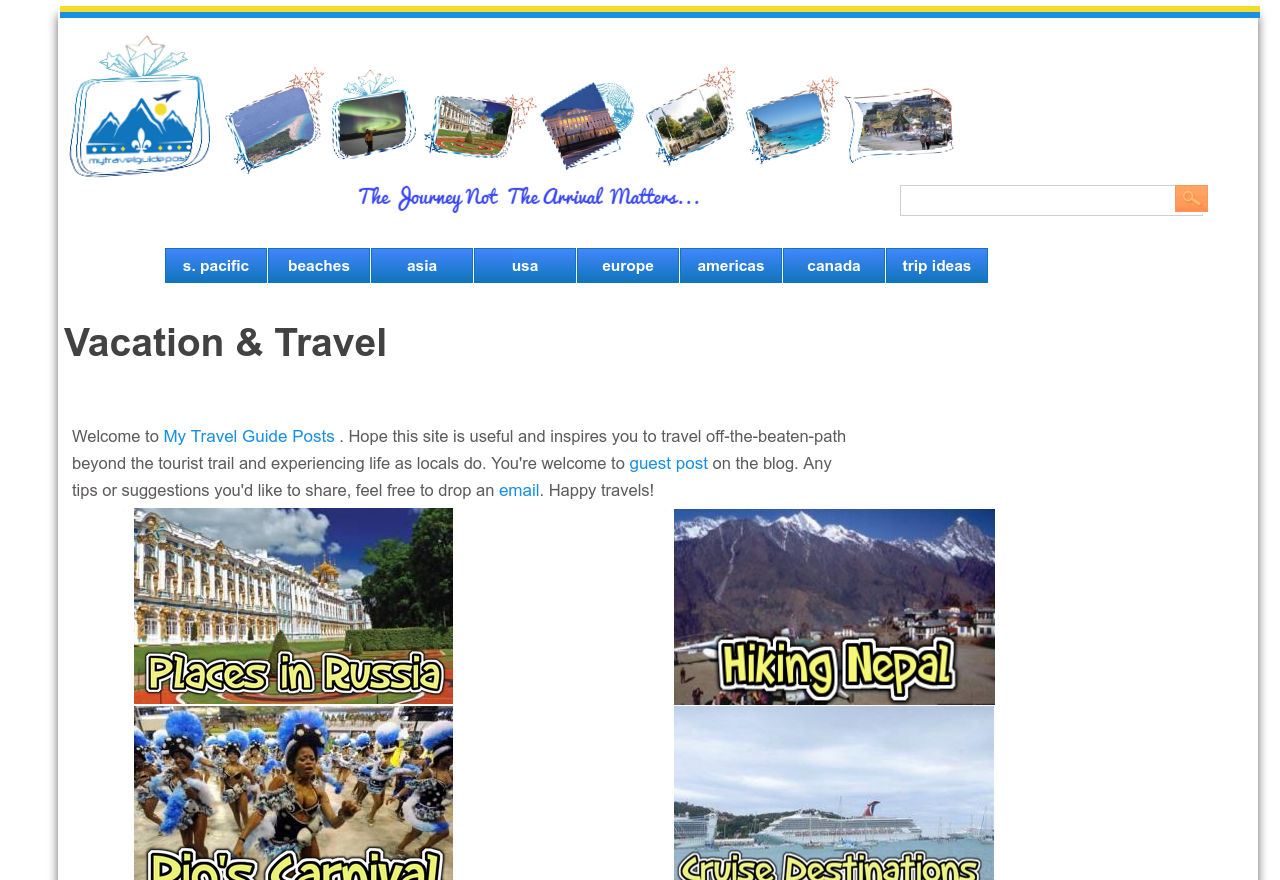 mytravelguidepost
The Journey Not The Arrival Matters...
s. pacific beaches asia usa europe americas canada trip ideas
Vacation & Travel
Welcome to My Travel Guide Posts . Hope this site is useful and inspires you to travel off-the-beaten-path
beyond the tourist trail and experiencing life as locals do. You're welcome to guest post on the blog. Any
tips or suggestions you'd like to share, feel free to drop an email. Happy travels!
Places in Russia
Hiking Nepal
Rio's Carnival
Cruise Destinations